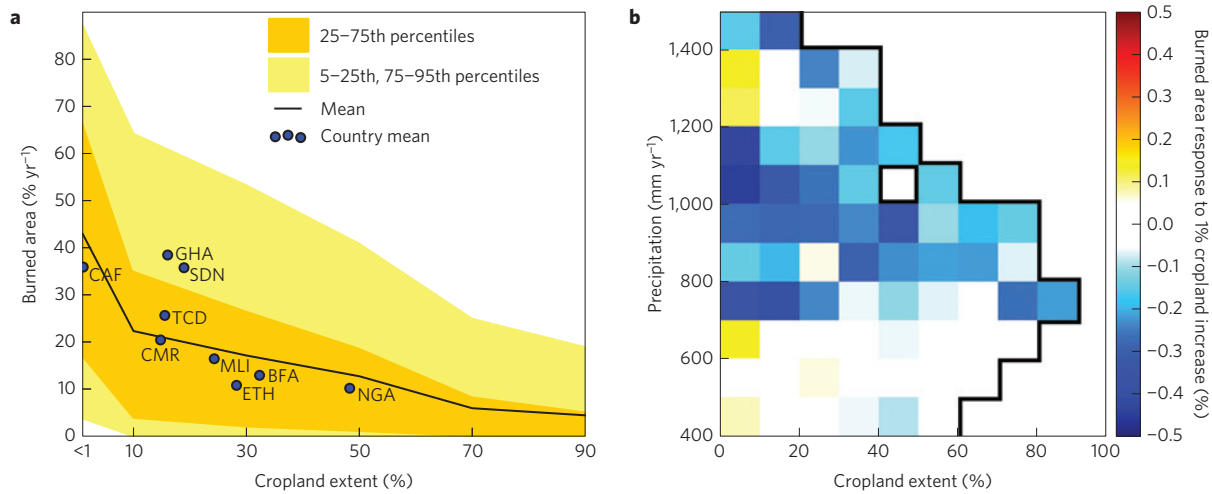 a
25–75th percentiles
5–25th, 75–95th percentiles
Mean
Country mean
Burned area (% yr⁻¹)
80
70
60
50
40
30
20
10
0
CAF
GHA
SDN
TCD
CMR
MLI
ETH
BFA
NGA
<1
10
30
50
70
90
Cropland extent (%)
b
Precipitation (mm yr⁻¹)
1,400
1,200
1,000
800
600
400
0
20
40
60
80
100
Cropland extent (%)
0.5
0.4
0.3
0.2
0.1
0.0
−0.1
−0.2
−0.3
−0.4
−0.5
Burned area response to 1% cropland increase (%)